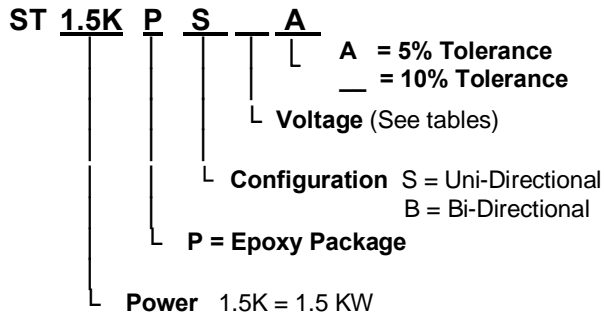 ST 1.5K P S __ A
A = 5% Tolerance
__ = 10% Tolerance
Voltage (See tables)
Configuration S = Uni-Directional
B = Bi-Directional
P = Epoxy Package
Power 1.5K = 1.5 KW